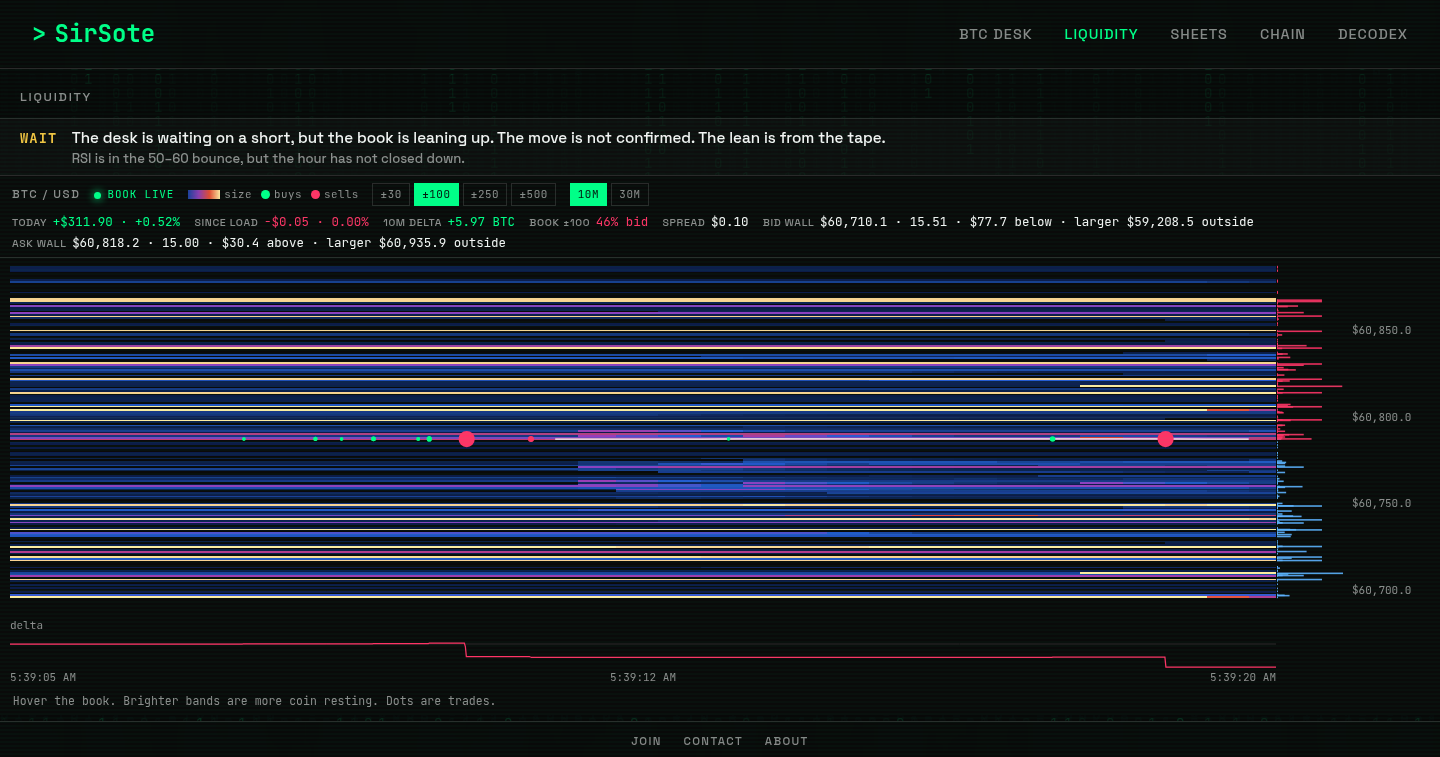 > SirSote
BTC DESK LIQUIDITY SHEETS CHAIN DECODEX
LIQUIDITY
WAIT The desk is waiting on a short, but the book is leaning up. The move is not confirmed. The lean is from the tape.
RSI is in the 50–60 bounce, but the hour has not closed down.
BTC / USD BOOK LIVE size buys sells ±30 ±100 ±250 ±500 10M 30M
TODAY +$311.90 · +0.52% SINCE LOAD -$0.05 · 0.00% 10M DELTA +5.97 BTC BOOK ±100 46% bid SPREAD $0.10 BID WALL $60,710.1 · 15.51 · $77.7 below · larger $59,208.5 outside
ASK WALL $60,818.2 · 15.00 · $30.4 above · larger $60,935.9 outside
$60,850.0
$60,800.0
$60,750.0
$60,700.0
delta
5:39:05 AM 5:39:12 AM 5:39:20 AM
Hover the book. Brighter bands are more coin resting. Dots are trades.
JOIN CONTACT ABOUT